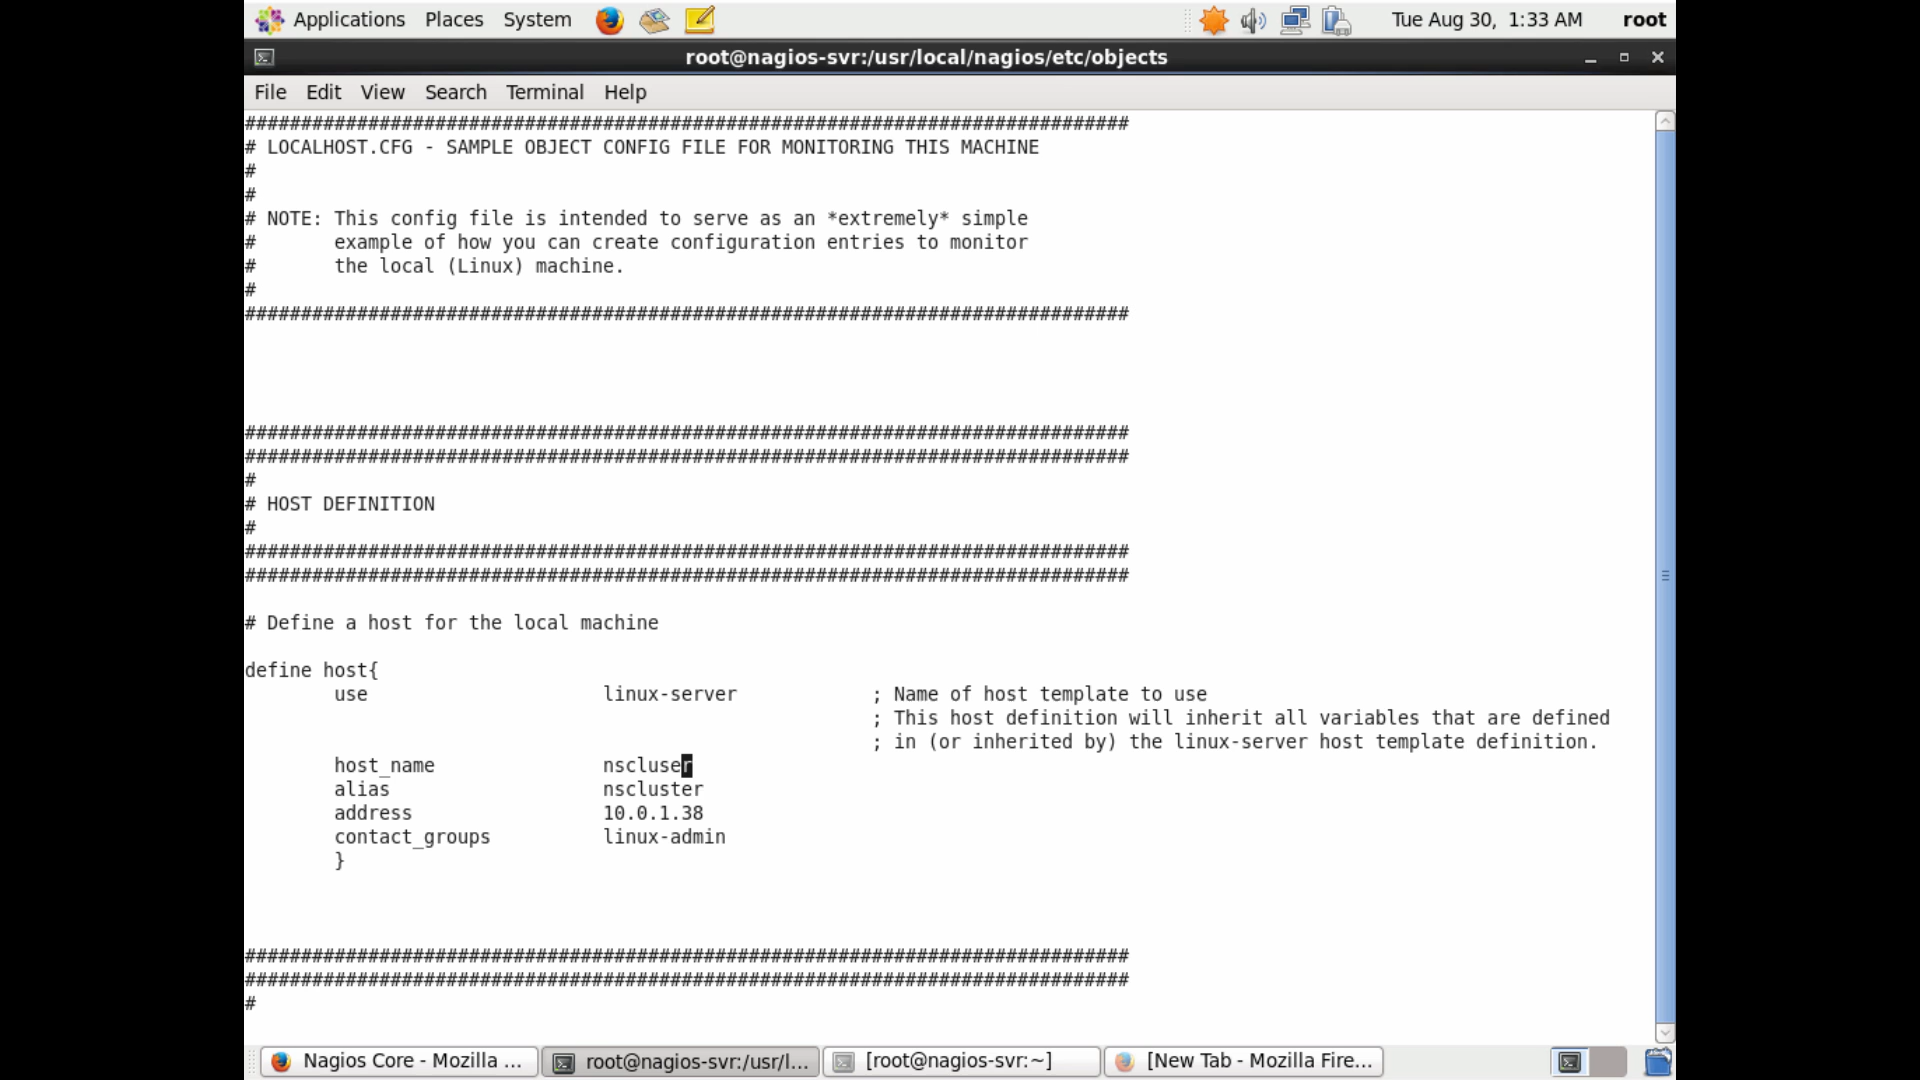 Applications Places System Tue Aug 30, 1:33 AM root
root@nagios-svr:/usr/local/nagios/etc/objects
File Edit View Search Terminal Help
###############################################################################
# LOCALHOST.CFG - SAMPLE OBJECT CONFIG FILE FOR MONITORING THIS MACHINE
#
#
# NOTE: This config file is intended to serve as an *extremely* simple
# example of how you can create configuration entries to monitor
# the local (Linux) machine.
#
###############################################################################
###############################################################################
###############################################################################
#
# HOST DEFINITION
#
###############################################################################
###############################################################################
# Define a host for the local machine
define host{
use linux-server ; Name of host template to use
; This host definition will inherit all variables that are defined
; in (or inherited by) the linux-server host template definition.
host_name nscluser
alias nscluster
address 10.0.1.38
contact_groups linux-admin
}
###############################################################################
###############################################################################
#
Nagios Core - Mozilla ... root@nagios-svr:/usr/l... [root@nagios-svr:~] [New Tab - Mozilla Fire...